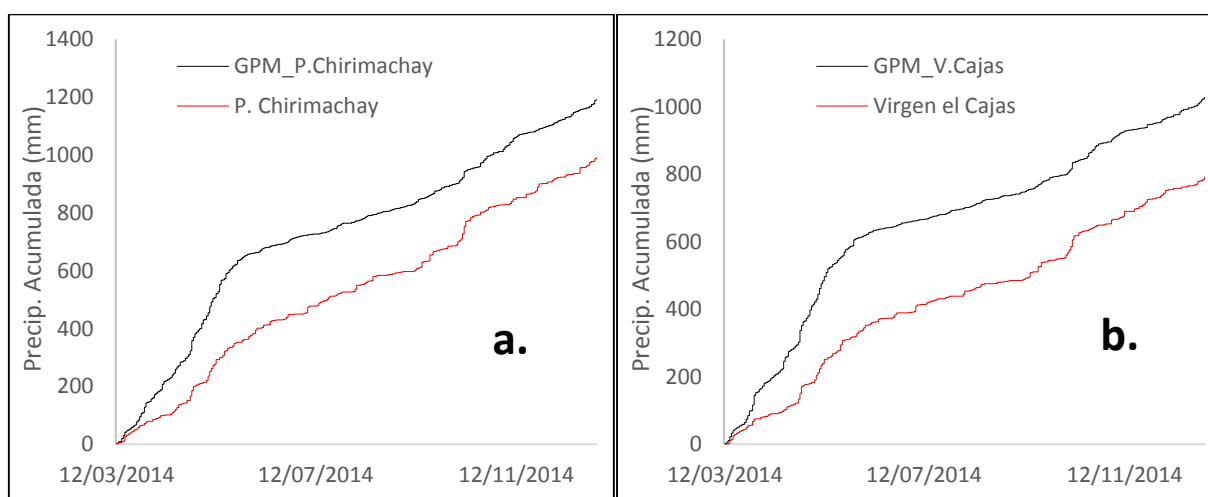 1400
1200
1000
800
600
400
200
0
Precip. Acumulada (mm)
GPM_P.Chirimachay
P. Chirimachay
a.
12/03/2014 12/07/2014 12/11/2014
1200
1000
800
600
400
200
0
Precip. Acumulada (mm)
GPM_V.Cajas
Virgen el Cajas
b.
12/03/2014 12/07/2014 12/11/2014